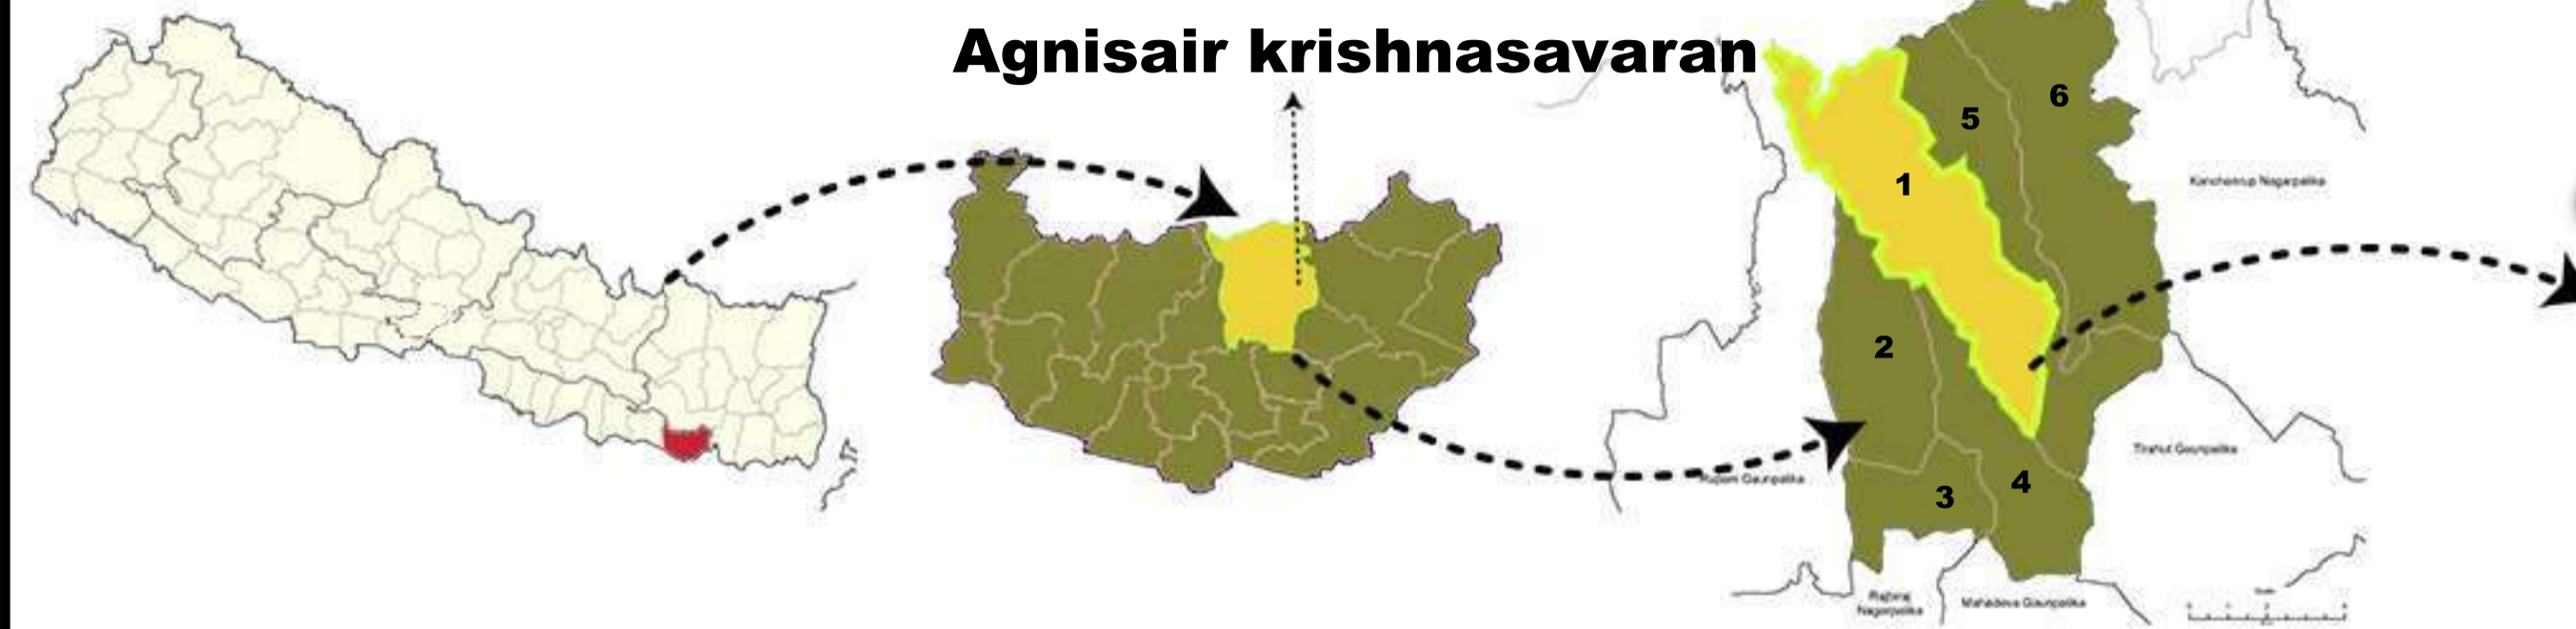 Agnisair krishnasavaran
6
5
Kanchanrup Nagarpalika
1
2
Tirahut Gaunpalika
Rupani Gaunpalika
4
3
Rajbiraj
Nagarpalika
Mahadeva Gaunpalika